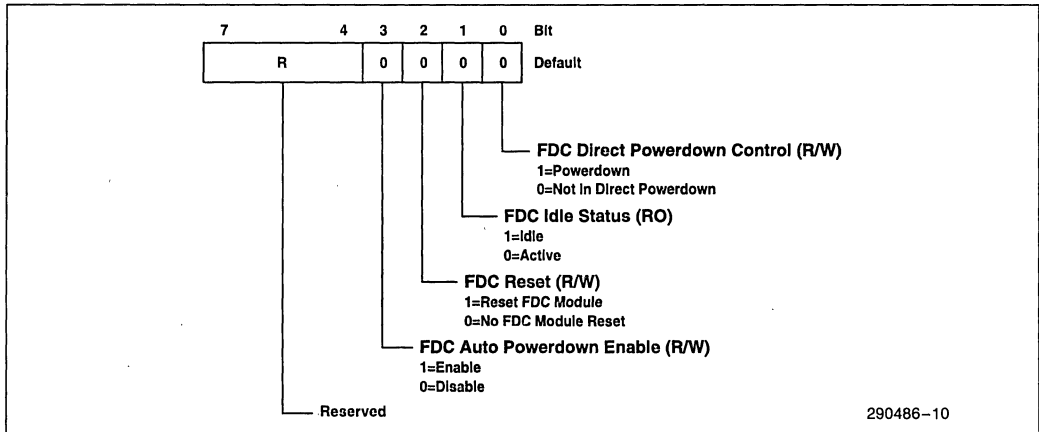 7 4 3 2 1 0 Bit
R 0 0 0 0 Default
FDC Direct Powerdown Control (R/W)
1=Powerdown
0=Not In Direct Powerdown
FDC Idle Status (RO)
1=Idle
0=Active
FDC Reset (R/W)
1=Reset FDC Module
0=No FDC Module Reset
FDC Auto Powerdown Enable (R/W)
1=Enable
0=Disable
Reserved
290486-10